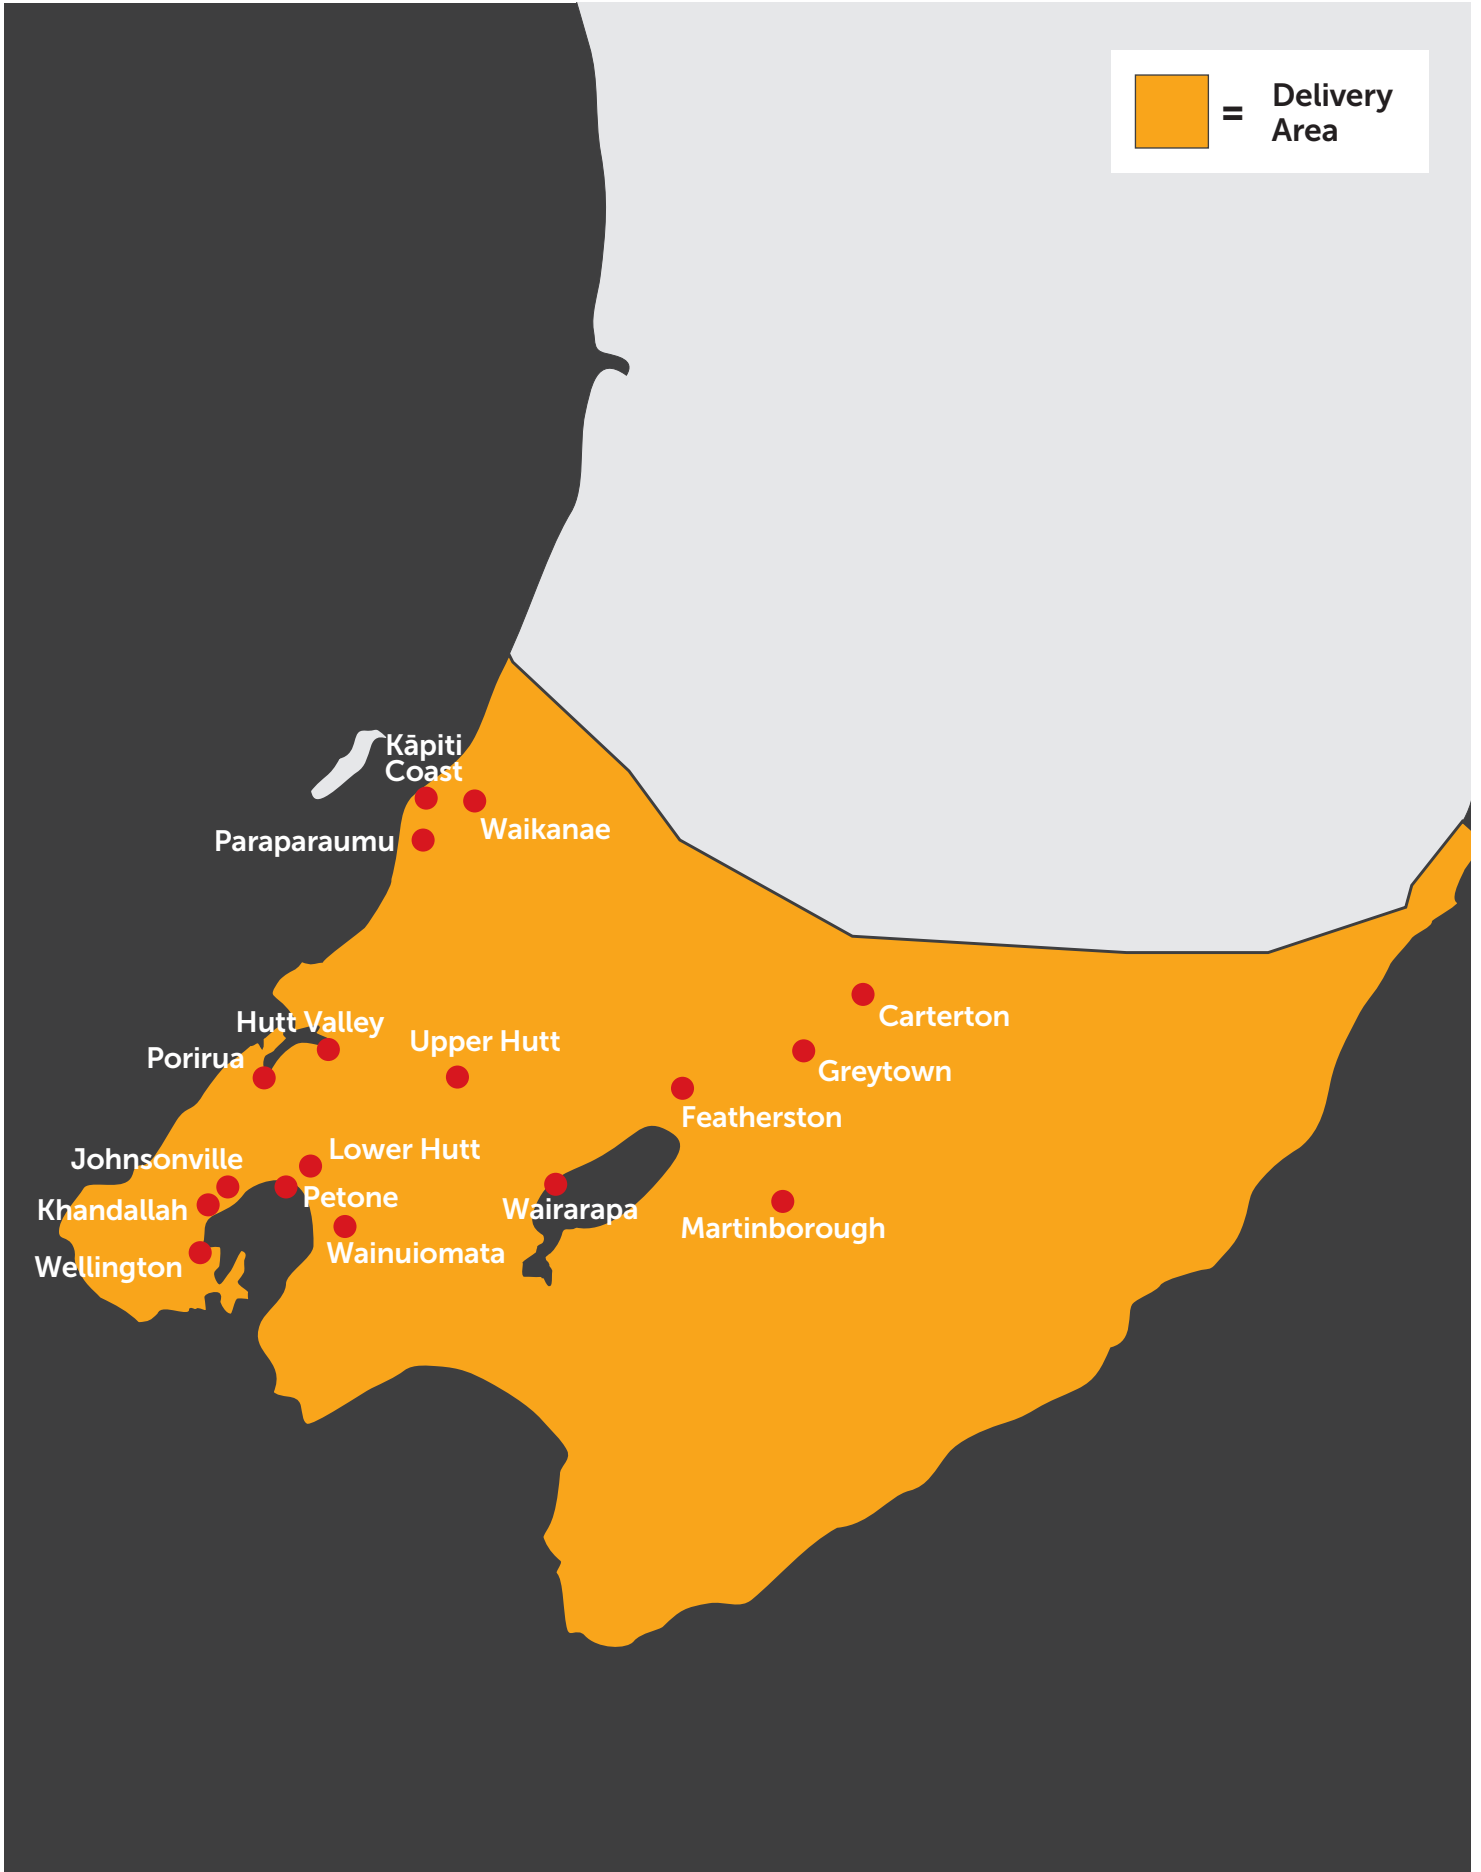 =
Delivery
Area
Kāpiti
Coast
Waikanae
Paraparaumu
Carterton
Hutt Valley
Upper Hutt
Porirua
Greytown
Featherston
Lower Hutt
Johnsonville
Petone
Khandallah
Wairarapa
Martinborough
Wainuiomata
Wellington